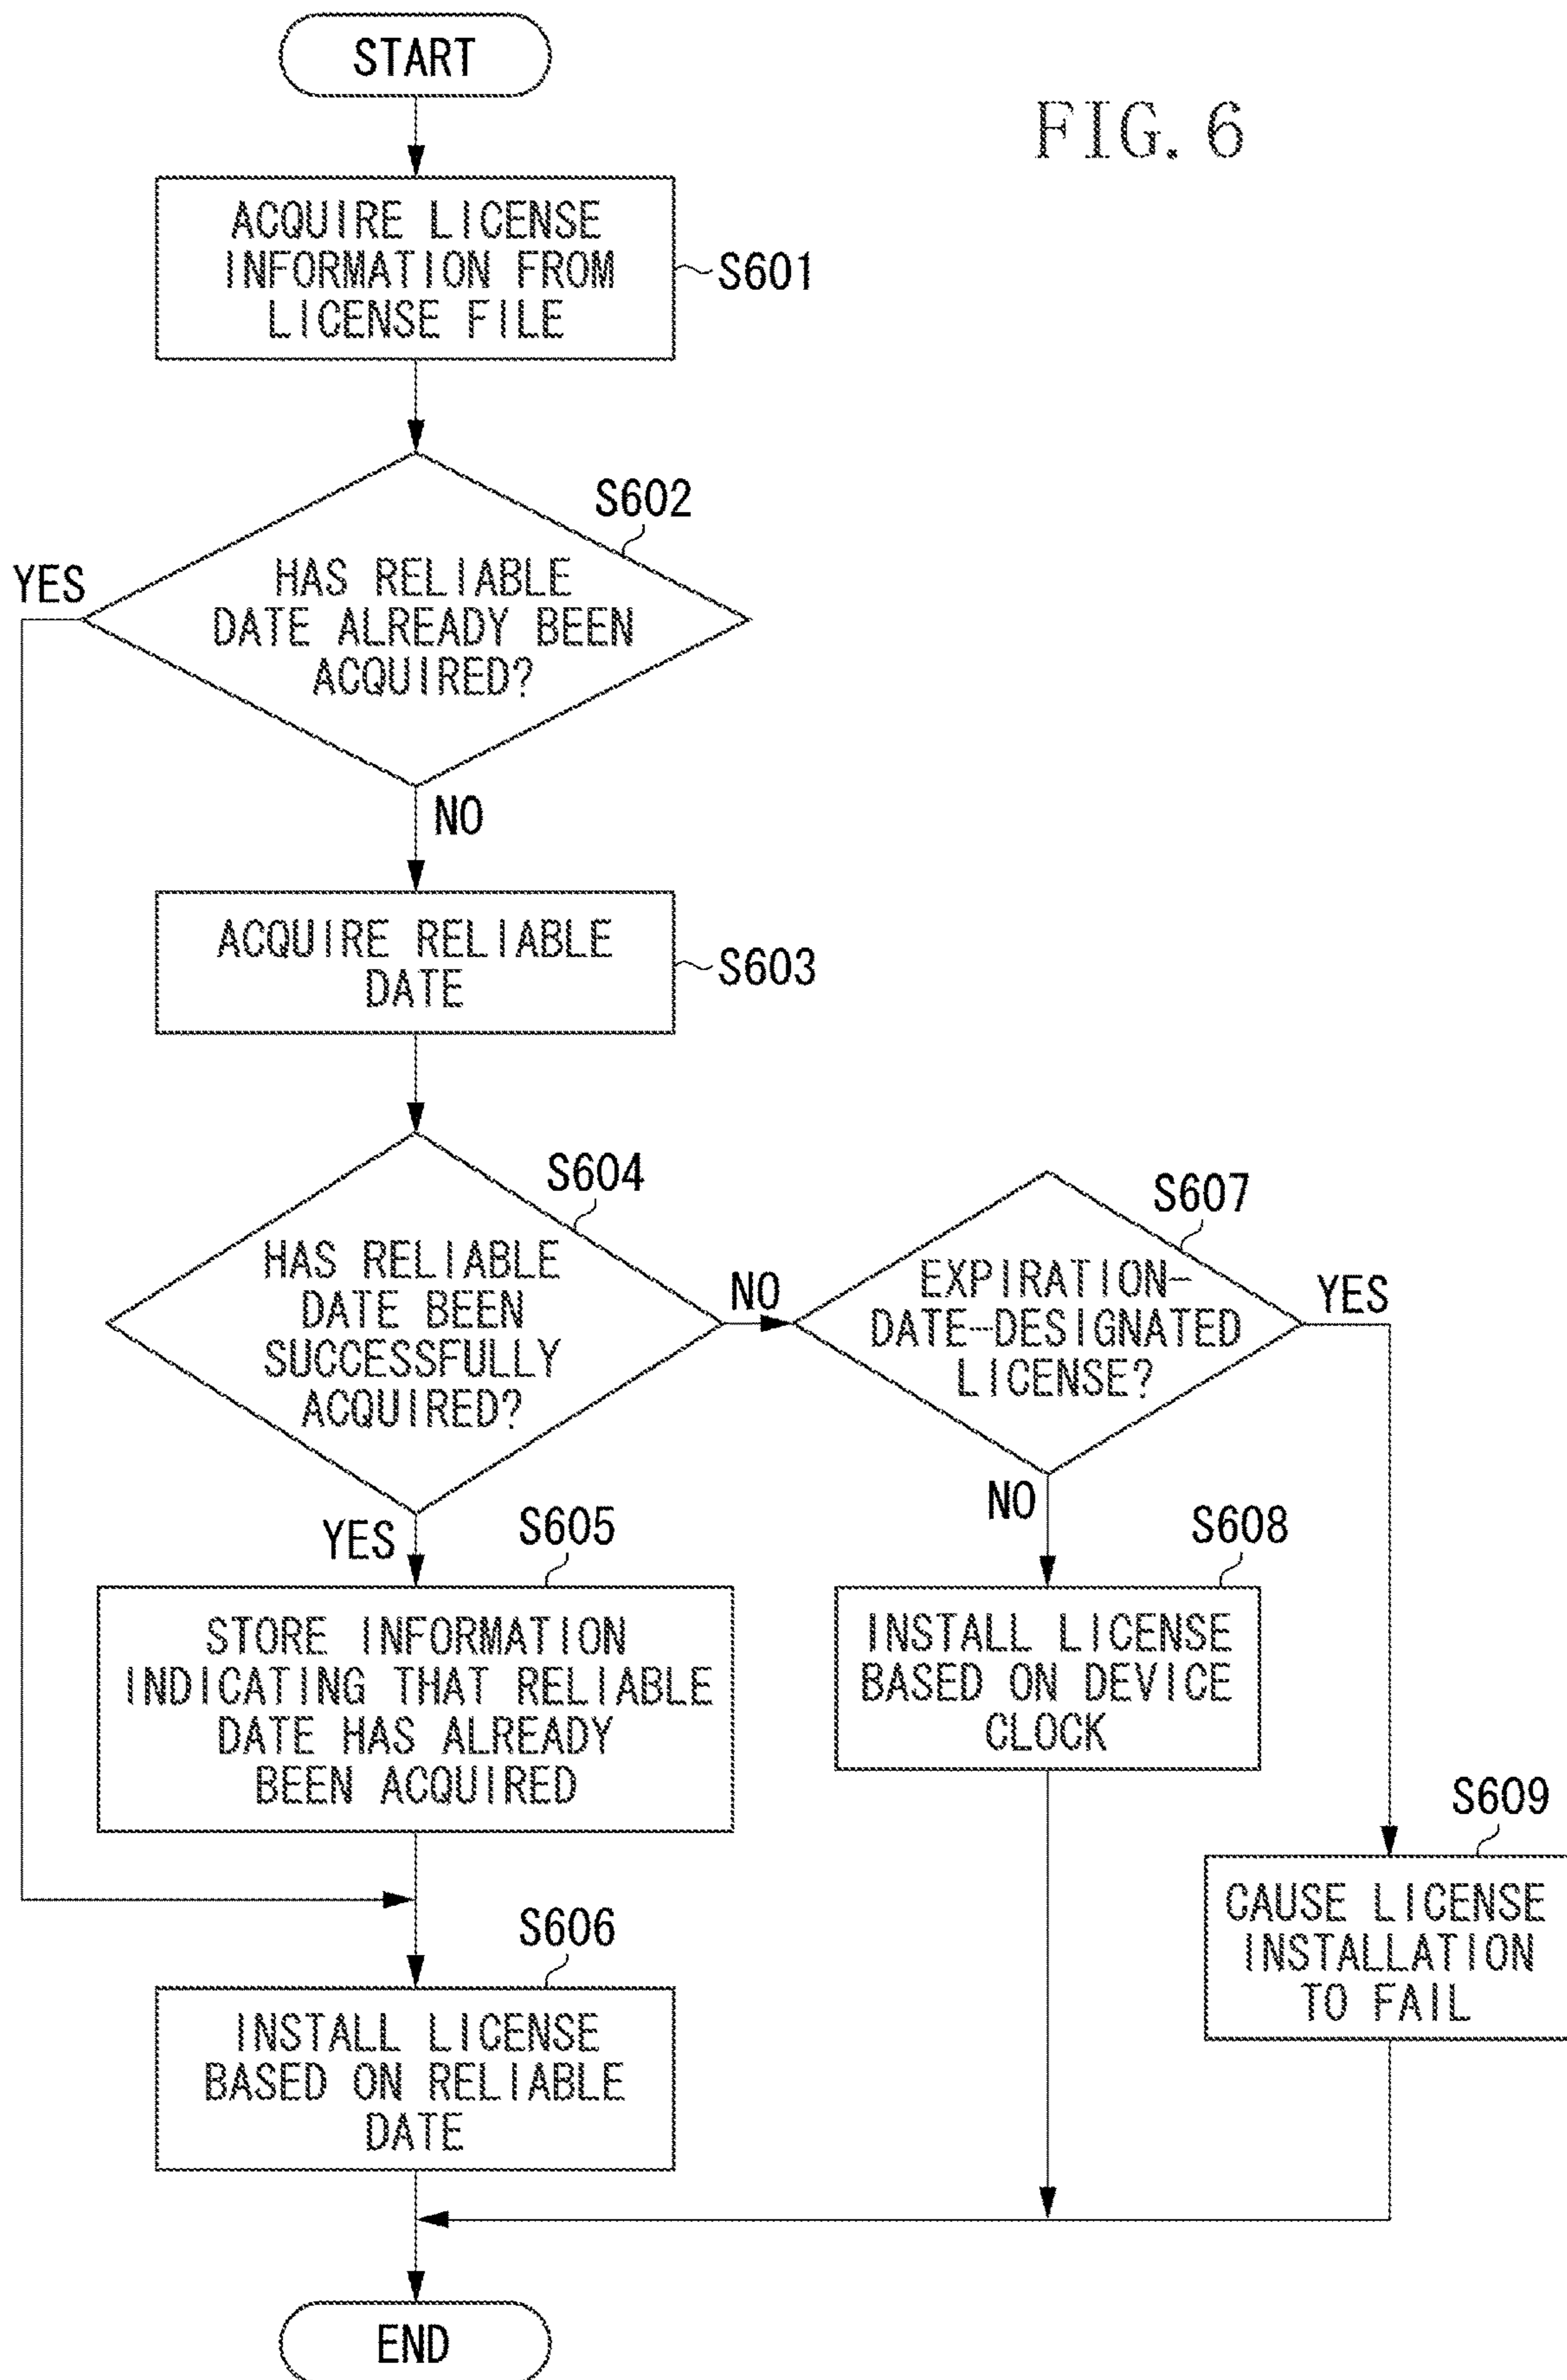 START
FIG. 6
ACQUIRE LICENSE
INFORMATION FROM
LICENSE FILE
S601
S602
YES
HAS RELIABLE
DATE ALREADY BEEN
ACQUIRED?
NO
ACQUIRE RELIABLE
DATE
S603
S604
HAS RELIABLE
DATE BEEN
SUCCESSFULLY
ACQUIRED?
NO
S607
EXPIRATION-
DATE-DESIGNATED
LICENSE?
YES
YES
S605
STORE INFORMATION
INDICATING THAT RELIABLE
DATE HAS ALREADY
BEEN ACQUIRED
NO
S608
INSTALL LICENSE
BASED ON DEVICE
CLOCK
S609
CAUSE LICENSE
INSTALLATION
TO FAIL
S606
INSTALL LICENSE
BASED ON RELIABLE
DATE
END